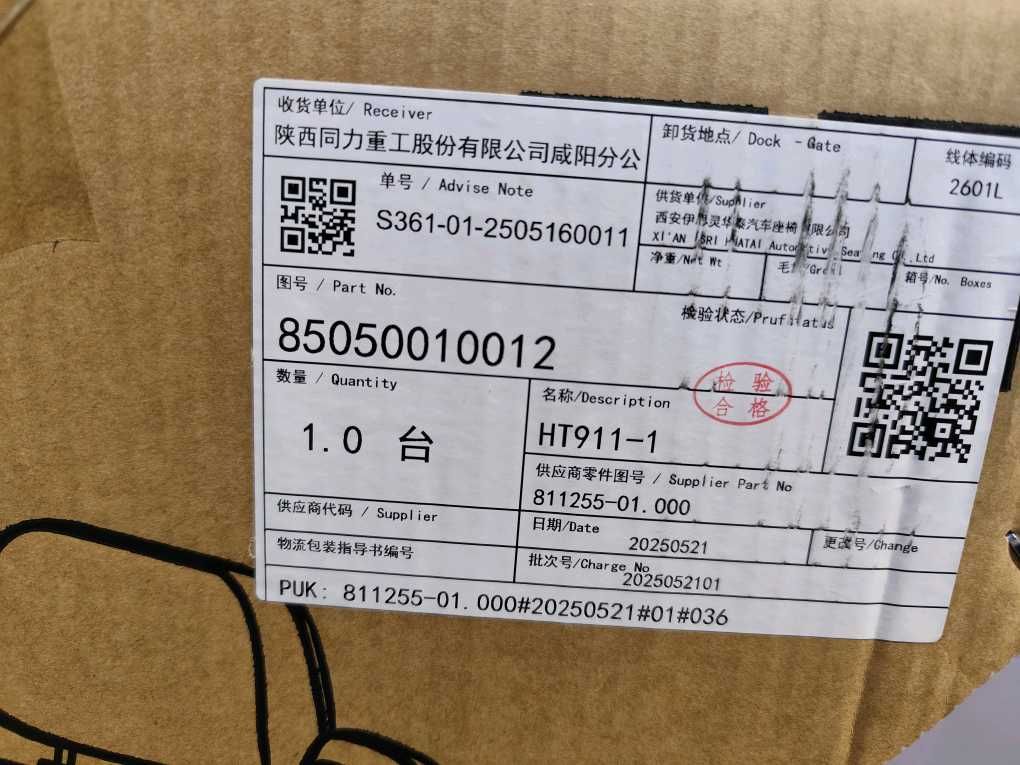 收货单位/ Receiver
陕西同力重工股份有限公司咸阳分公
卸货地点/ Dock - Gate
线体编码
2601L
单号 / Advise Note
S361-01-2505160011
供货单位/Supplier
西安伊思灵华泰汽车座椅有限公司
XI'AN ISRI HUATAI Automotive Seating Co.,Ltd
净重/Net Wt
毛
箱号/No. Boxes
图号 / Part No.
85050010012
检验状态/Prufstatus
检验
合格
数量 / Quantity
1.0 台
名称/Description
HT911-1
供应商零件图号 / Supplier Part No
811255-01.000
供应商代码 / Supplier
日期/Date
20250521
更改号/Change
物流包装指导书编号
批次号/Charge No
2025052101
PUK: 811255-01.000#20250521#01#036